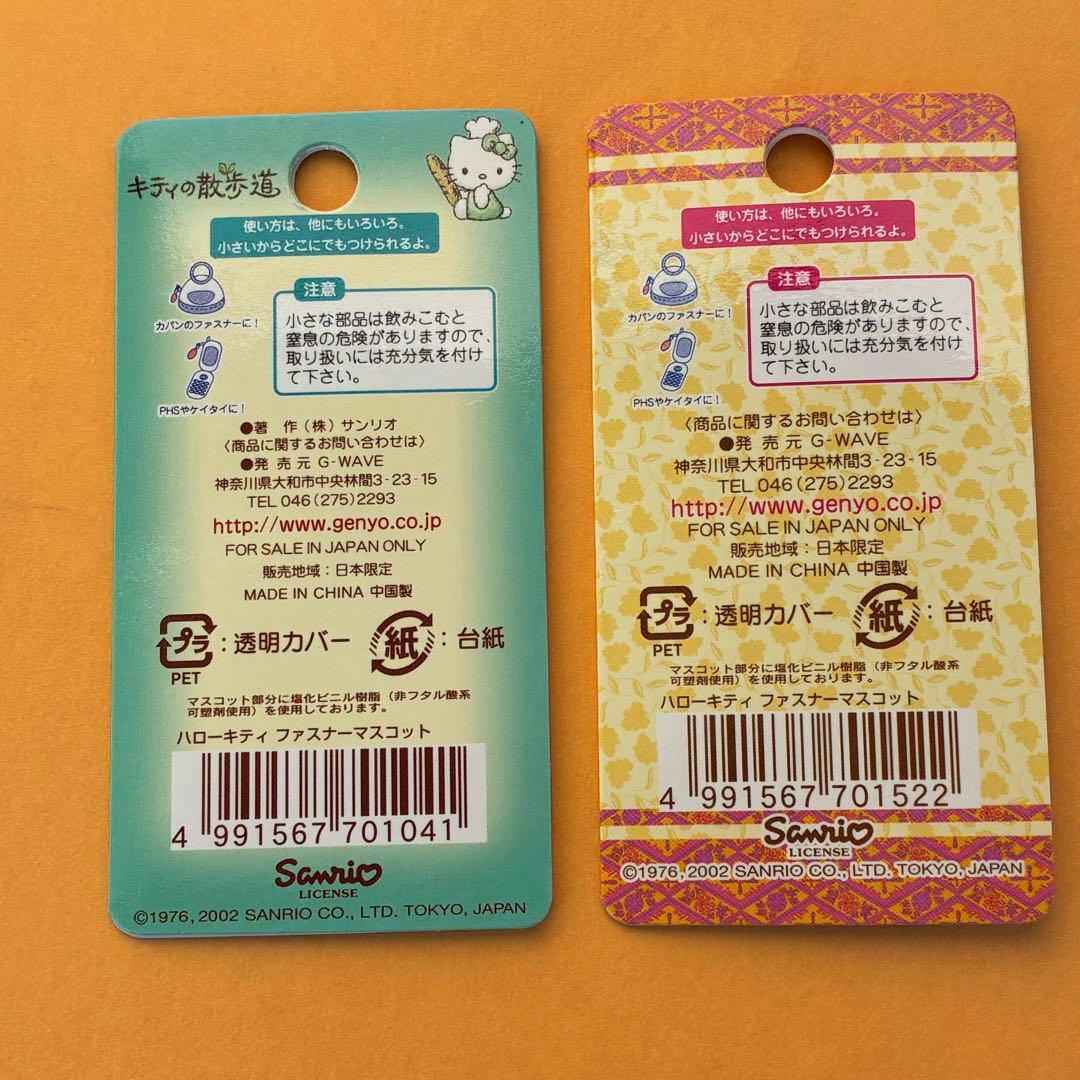 キティの散歩道
使い方は、他にもいろいろ。
小さいからどこにでもつけられるよ。
カバンのファスナーに!
PHSやケイタイに!
注意
小さな部品は飲みこむと
窒息の危険がありますので、
取り扱いには充分気を付け
て下さい。
●著 作(株)サンリオ
〈商品に関するお問い合わせは〉
●発 売 元 G-WAVE
神奈川県大和市中央林間3-23-15
TEL 046(275)2293
http://www.genyo.co.jp
FOR SALE IN JAPAN ONLY
販売地域:日本限定
MADE IN CHINA 中国製
プラ:透明カバー 紙:台紙
PET
マスコット部分に塩化ビニル樹脂(非フタル酸系
可塑剤使用)を使用しております。
ハローキティ ファスナーマスコット
4 991567 701041
Sanrio
LICENSE
©1976, 2002 SANRIO CO., LTD. TOKYO, JAPAN
使い方は、他にもいろいろ。
小さいからどこにでもつけられるよ。
カバンのファスナーに!
PHSやケイタイに!
注意
小さな部品は飲みこむと
窒息の危険がありますので、
取り扱いには充分気を付け
て下さい。
〈商品に関するお問い合わせは〉
●発 売 元 G-WAVE
神奈川県大和市中央林間3-23-15
TEL 046(275)2293
http://www.genyo.co.jp
FOR SALE IN JAPAN ONLY
販売地域:日本限定
MADE IN CHINA 中国製
プラ:透明カバー 紙:台紙
PET
マスコット部分に塩化ビニル樹脂(非フタル酸系
可塑剤使用)を使用しております。
ハローキティ ファスナーマスコット
4 991567 701522
Sanrio
LICENSE
©1976, 2002 SANRIO CO., LTD. TOKYO, JAPAN